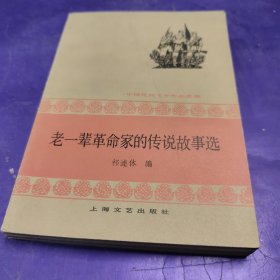 老一辈革命家的传说故事选
祁连休 编
上海文艺出版社